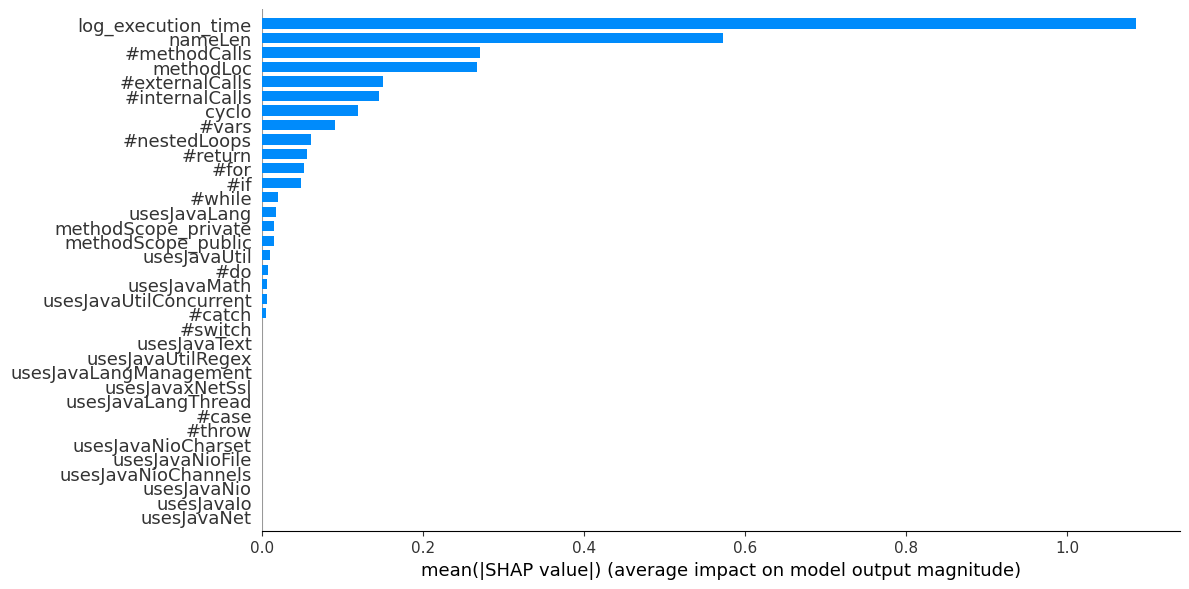 log_execution_time
nameLen
#methodCalls
methodLoc
#externalCalls
#internalCalls
cyclo
#vars
#nestedLoops
#return
#for
#if
#while
usesJavaLang
methodScope_private
methodScope_public
usesJavaUtil
#do
usesJavaMath
usesJavaUtilConcurrent
#catch
#switch
usesJavaText
usesJavaUtilRegex
usesJavaLangManagement
usesJavaxNetSsl
usesJavaLangThread
#case
#throw
usesJavaNioCharset
usesJavaNioFile
usesJavaNioChannels
usesJavaNio
usesJavaIo
usesJavaNet
0.0 0.2 0.4 0.6 0.8 1.0
mean(|SHAP value|) (average impact on model output magnitude)